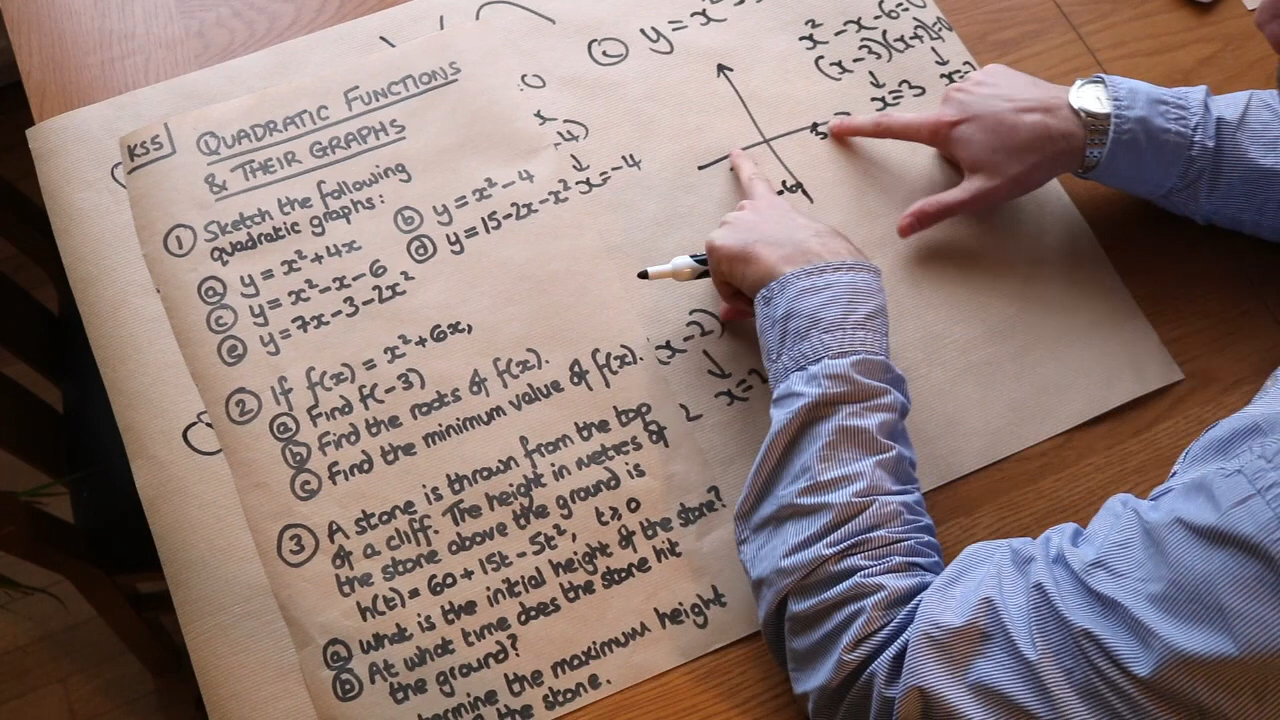 KS5
QUADRATIC FUNCTIONS
& THEIR GRAPHS
① Sketch the following
quadratic graphs:
ⓐ y = x² + 4x
ⓑ y = x² - 4
ⓒ y = x² - x - 6
ⓓ y = 15 - 2x - x²
ⓔ y = 7x - 3 - 2x²
② If f(x) = x² + 6x,
ⓐ Find f(-3)
ⓑ Find the roots of f(x).
ⓒ Find the minimum value of f(x).
③ A stone is thrown from the top
of a cliff. The height in metres of
the stone above the ground is
h(t) = 60 + 15t - 5t², t ≥ 0
ⓐ What is the initial height of the stone?
ⓑ At what time does the stone hit
the ground?
the maximum height
the stone.
ⓒ y = x²
x² - x - 6 = 0
(x - 3)(x + 2) = 0
x = 3
-6
x = -4
(x - 2)